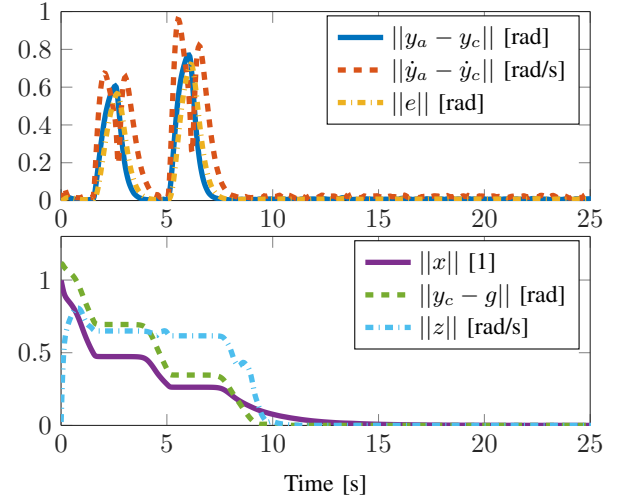 1
0.8
0.6
0.4
0.2
0
0 5 10 15 20 25
||y_a − y_c|| [rad]
||ẏ_a − ẏ_c|| [rad/s]
||e|| [rad]
1
0.5
0
0 5 10 15 20 25
||x|| [1]
||y_c − g|| [rad]
||z|| [rad/s]
Time [s]